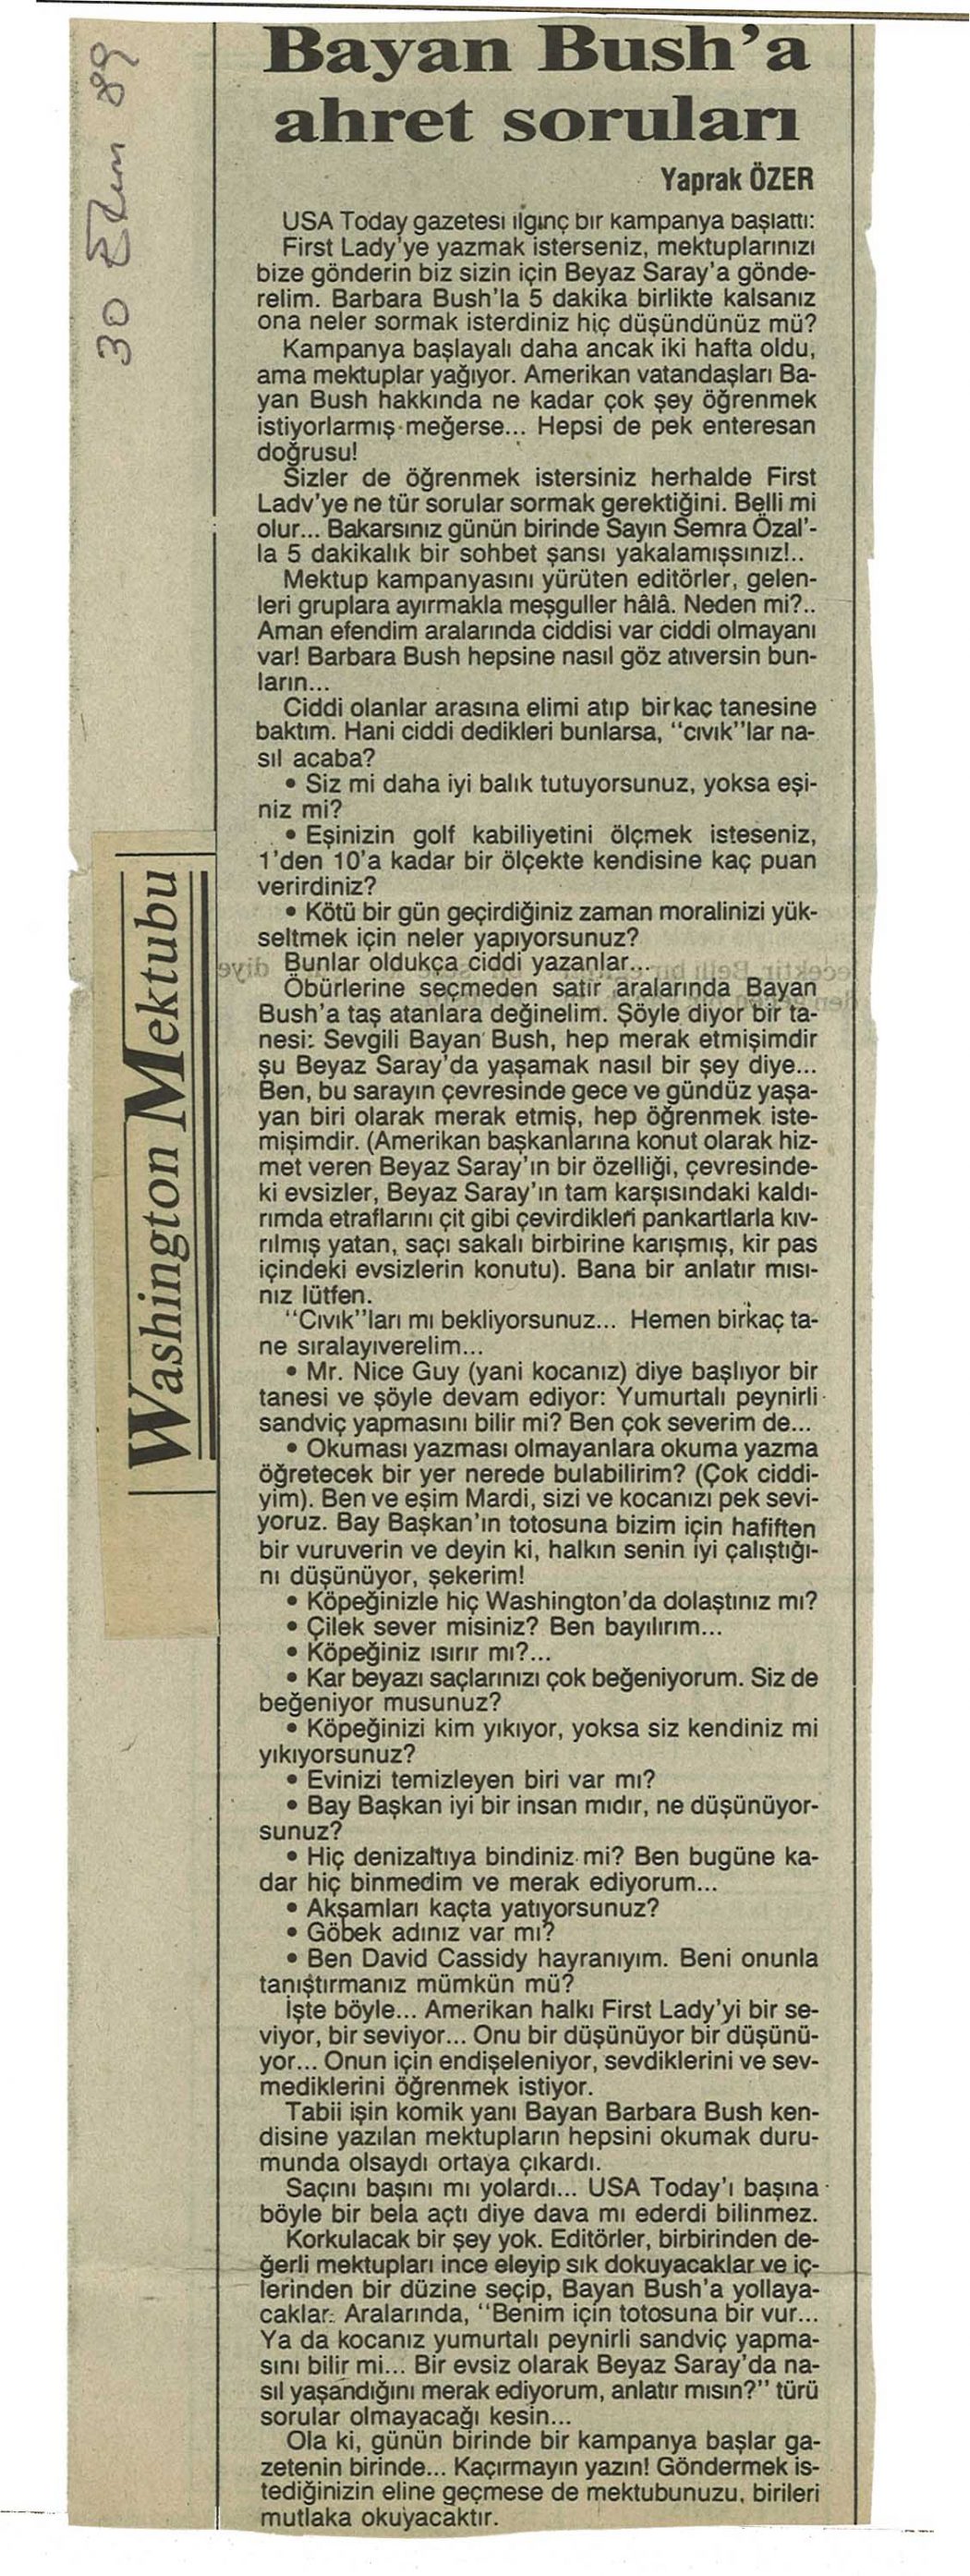 30 Ekim 89
Bayan Bush'a
ahret soruları
Yaprak ÖZER
USA Today gazetesi ilginç bir kampanya başlattı:
First Lady'ye yazmak isterseniz, mektuplarınızı
bize gönderin biz sizin için Beyaz Saray'a gönde-
relim. Barbara Bush'la 5 dakika birlikte kalsanız
ona neler sormak isterdiniz hiç düşündünüz mü?
Kampanya başlayalı daha ancak iki hafta oldu,
ama mektuplar yağıyor. Amerikan vatandaşları Ba-
yan Bush hakkında ne kadar çok şey öğrenmek
istiyorlarmış meğerse... Hepsi de pek enteresan
doğrusu!
Sizler de öğrenmek istersiniz herhalde First
Lady'ye ne tür sorular sormak gerektiğini. Belli mi
olur... Bakarsınız günün birinde Sayın Semra Özal'-
la 5 dakikalık bir sohbet şansı yakalamışsınız!..
Mektup kampanyasını yürüten editörler, gelen-
leri gruplara ayırmakla meşguller hâlâ. Neden mi?..
Aman efendim aralarında ciddisi var ciddi olmayanı
var! Barbara Bush hepsine nasıl göz atıversin bun-
ların...
Ciddi olanlar arasına elimi atıp birkaç tanesine
baktım. Hani ciddi dedikleri bunlarsa, "cıvık"lar na-
sıl acaba?
• Siz mi daha iyi balık tutuyorsunuz, yoksa eşi-
niz mi?
• Eşinizin golf kabiliyetini ölçmek isteseniz,
1'den 10'a kadar bir ölçekte kendisine kaç puan
verirdiniz?
• Kötü bir gün geçirdiğiniz zaman moralinizi yük-
seltmek için neler yapıyorsunuz?
Bunlar oldukça ciddi yazanlar...
Öbürlerine seçmeden satır aralarında Bayan
Bush'a taş atanlara değinelim. Şöyle diyor bir ta-
nesi: Sevgili Bayan Bush, hep merak etmişimdir
şu Beyaz Saray'da yaşamak nasıl bir şey diye...
Ben, bu sarayın çevresinde gece ve gündüz yaşa-
yan biri olarak merak etmiş, hep öğrenmek iste-
mişimdir. (Amerikan başkanlarına konut olarak hiz-
met veren Beyaz Saray'ın bir özelliği, çevresinde-
ki evsizler, Beyaz Saray'ın tam karşısındaki kaldı-
rımda etraflarını çit gibi çevirdikleri pankartlarla kıv-
rılmış yatan, saçı sakalı birbirine karışmış, kir pas
içindeki evsizlerin konutu). Bana bir anlatır mısı-
nız lütfen.
"Cıvık"ları mı bekliyorsunuz... Hemen birkaç ta-
ne sıralayıverelim...
• Mr. Nice Guy (yani kocanız) diye başlıyor bir
tanesi ve şöyle devam ediyor: Yumurtalı peynirli
sandviç yapmasını bilir mi? Ben çok severim de...
• Okuması yazması olmayanlara okuma yazma
öğretecek bir yer nerede bulabilirim? (Çok ciddi-
yim). Ben ve eşim Mardi, sizi ve kocanızı pek sevi-
yoruz. Bay Başkan'ın totosuna bizim için hafiften
bir vuruverin ve deyin ki, halkın senin iyi çalıştığı-
nı düşünüyor, şekerim!
• Köpeğinizle hiç Washington'da dolaştınız mı?
• Çilek sever misiniz? Ben bayılırım...
• Köpeğiniz ısırır mı?...
• Kar beyazı saçlarınızı çok beğeniyorum. Siz de
beğeniyor musunuz?
• Köpeğinizi kim yıkıyor, yoksa siz kendiniz mi
yıkıyorsunuz?
• Evinizi temizleyen biri var mı?
• Bay Başkan iyi bir insan mıdır, ne düşünüyor-
sunuz?
• Hiç denizaltıya bindiniz mi? Ben bugüne ka-
dar hiç binmedim ve merak ediyorum...
• Akşamları kaçta yatıyorsunuz?
• Göbek adınız var mı?
• Ben David Cassidy hayranıyım. Beni onunla
tanıştırmanız mümkün mü?
İşte böyle... Amerikan halkı First Lady'yi bir se-
viyor, bir seviyor... Onu bir düşünüyor bir düşünü-
yor... Onun için endişeleniyor, sevdiklerini ve sev-
mediklerini öğrenmek istiyor.
Tabii işin komik yanı Bayan Barbara Bush ken-
disine yazılan mektupların hepsini okumak duru-
munda olsaydı ortaya çıkardı.
Saçını başını mı yolardı... USA Today'ı başına
böyle bir bela açtı diye dava mı ederdi bilinmez.
Korkulacak bir şey yok. Editörler, birbirinden de-
ğerli mektupları ince eleyip sık dokuyacaklar ve iç-
lerinden bir düzine seçip, Bayan Bush'a yollaya-
caklar. Aralarında, "Benim için totosuna bir vur...
Ya da kocanız yumurtalı peynirli sandviç yapma-
sını bilir mi... Bir evsiz olarak Beyaz Saray'da na-
sıl yaşandığını merak ediyorum, anlatır mısın?" türü
sorular olmayacağı kesin...
Ola ki, günün birinde bir kampanya başlar ga-
zetenin birinde... Kaçırmayın yazın! Göndermek is-
tediğinizin eline geçmese de mektubunuzu, birileri
mutlaka okuyacaktır.
Washington Mektubu